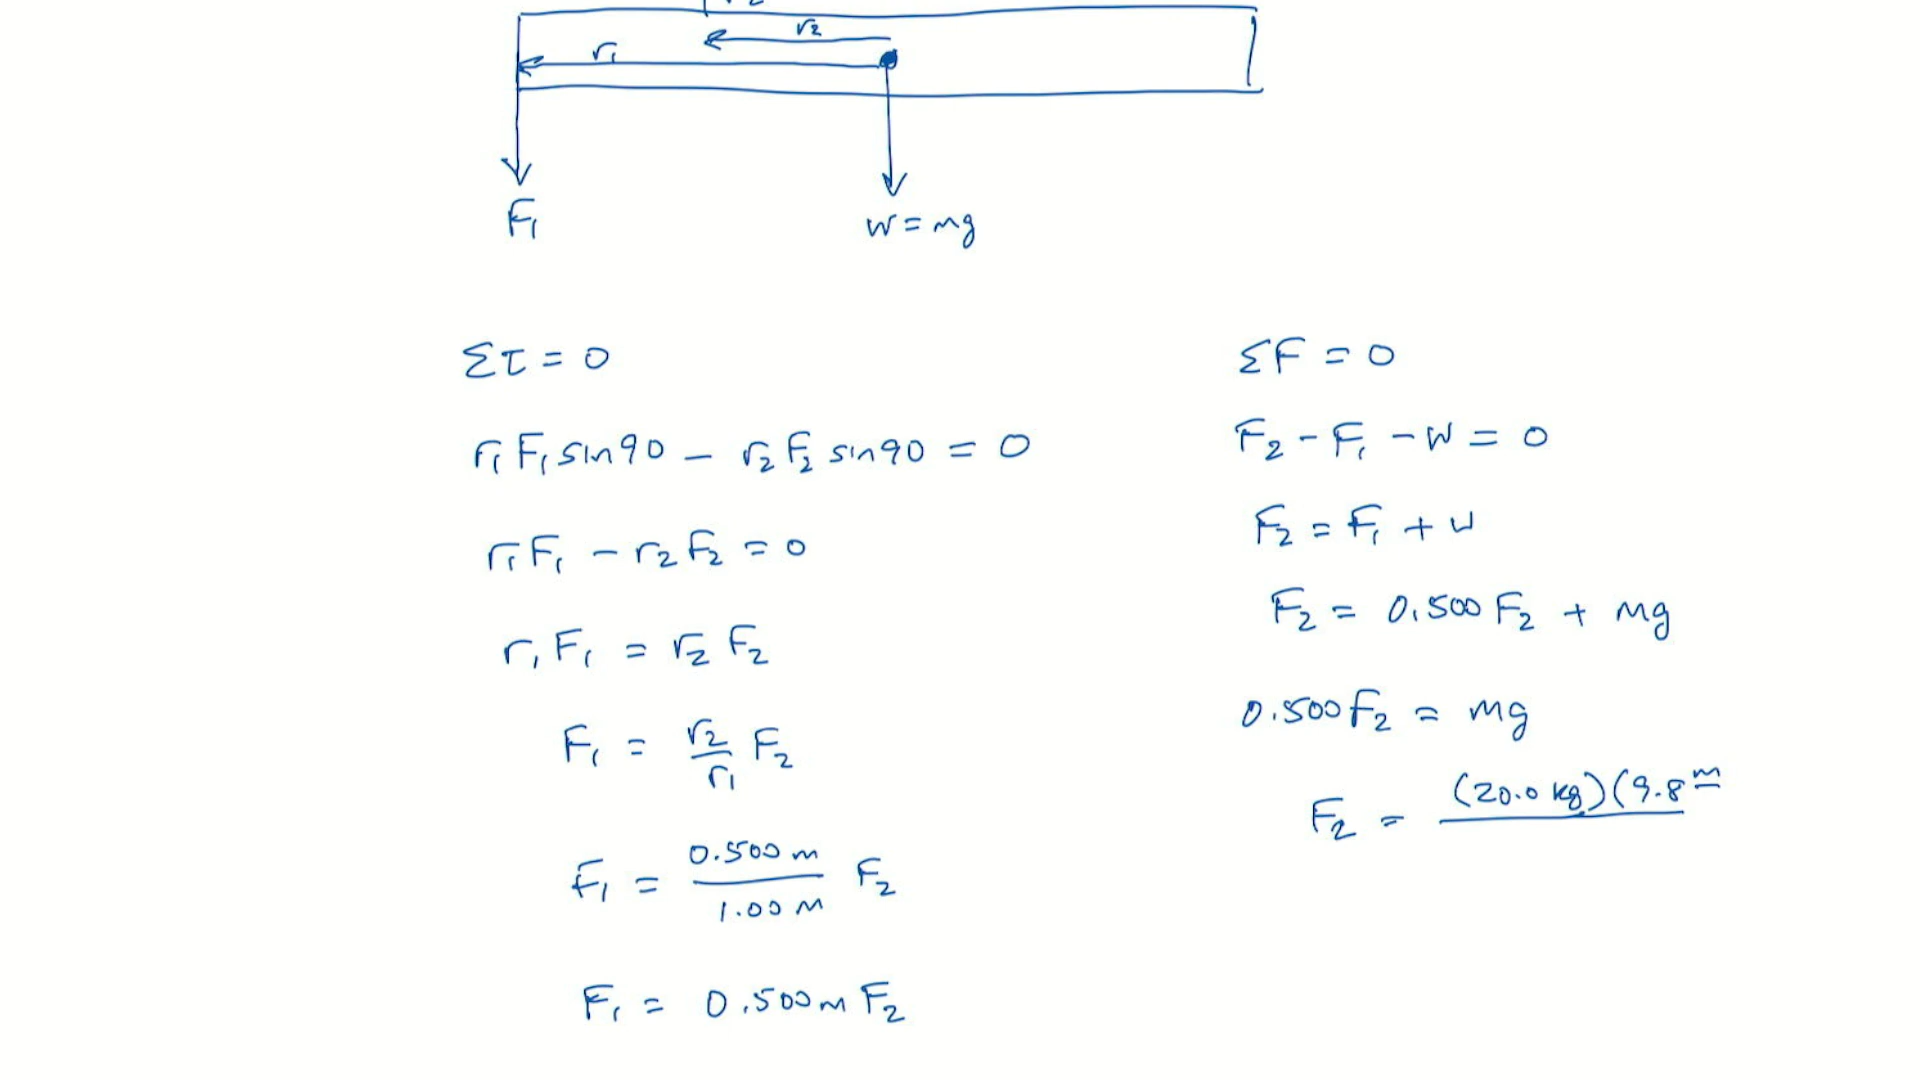 r₂
r₁
F₁
w = mg
Στ = 0
r₁ F₁ sin90 – r₂ F₂ sin90 = 0
r₁ F₁ – r₂ F₂ = 0
r₁ F₁ = r₂ F₂
F₁ = r₂/r₁ F₂
F₁ = 0.500 m / 1.00 m F₂
F₁ = 0.500 m F₂
ΣF = 0
F₂ – F₁ – w = 0
F₂ = F₁ + w
F₂ = 0.500 F₂ + mg
0.500 F₂ = mg
F₂ = (20.0 kg)(9.8 m